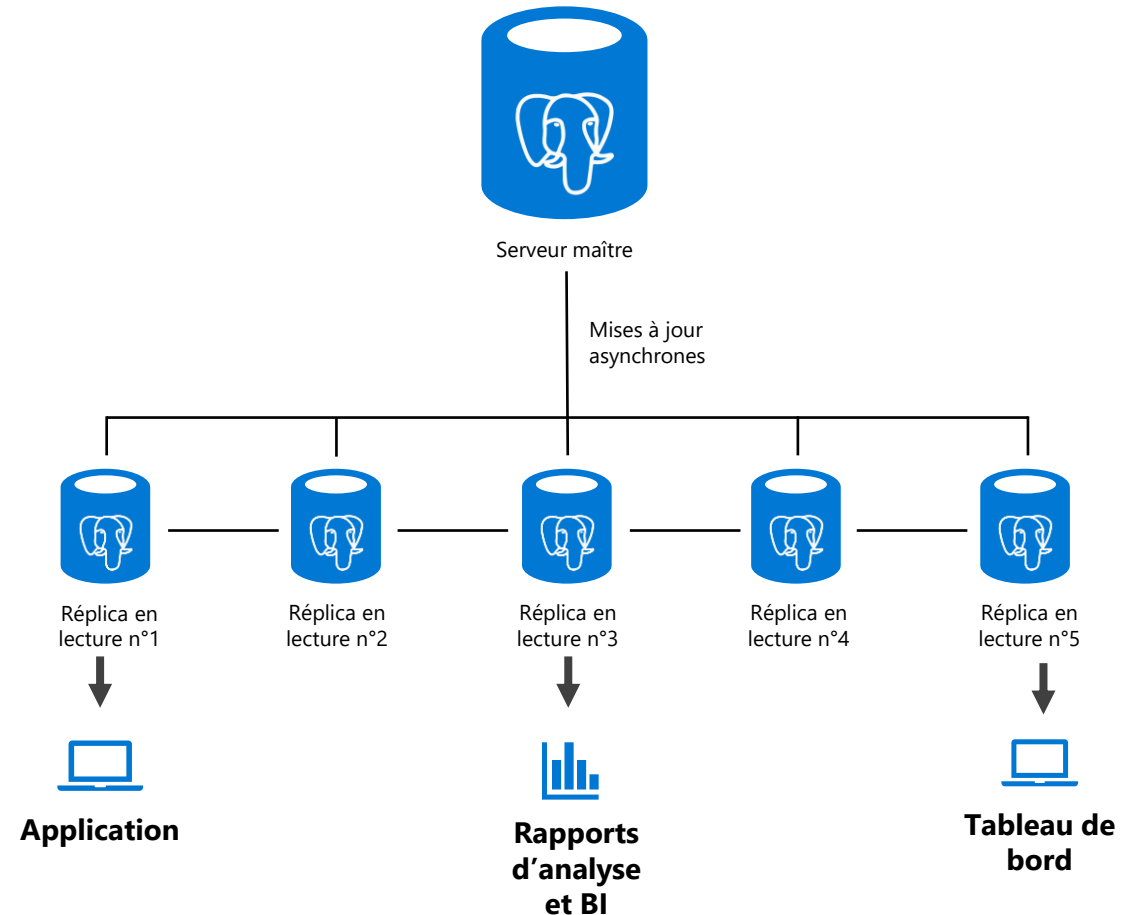 Serveur maître
Mises à jour
asynchrones
Réplica en
lecture n°1
Réplica en
lecture n°2
Réplica en
lecture n°3
Réplica en
lecture n°4
Réplica en
lecture n°5
Application
Rapports
d’analyse
et BI
Tableau de
bord